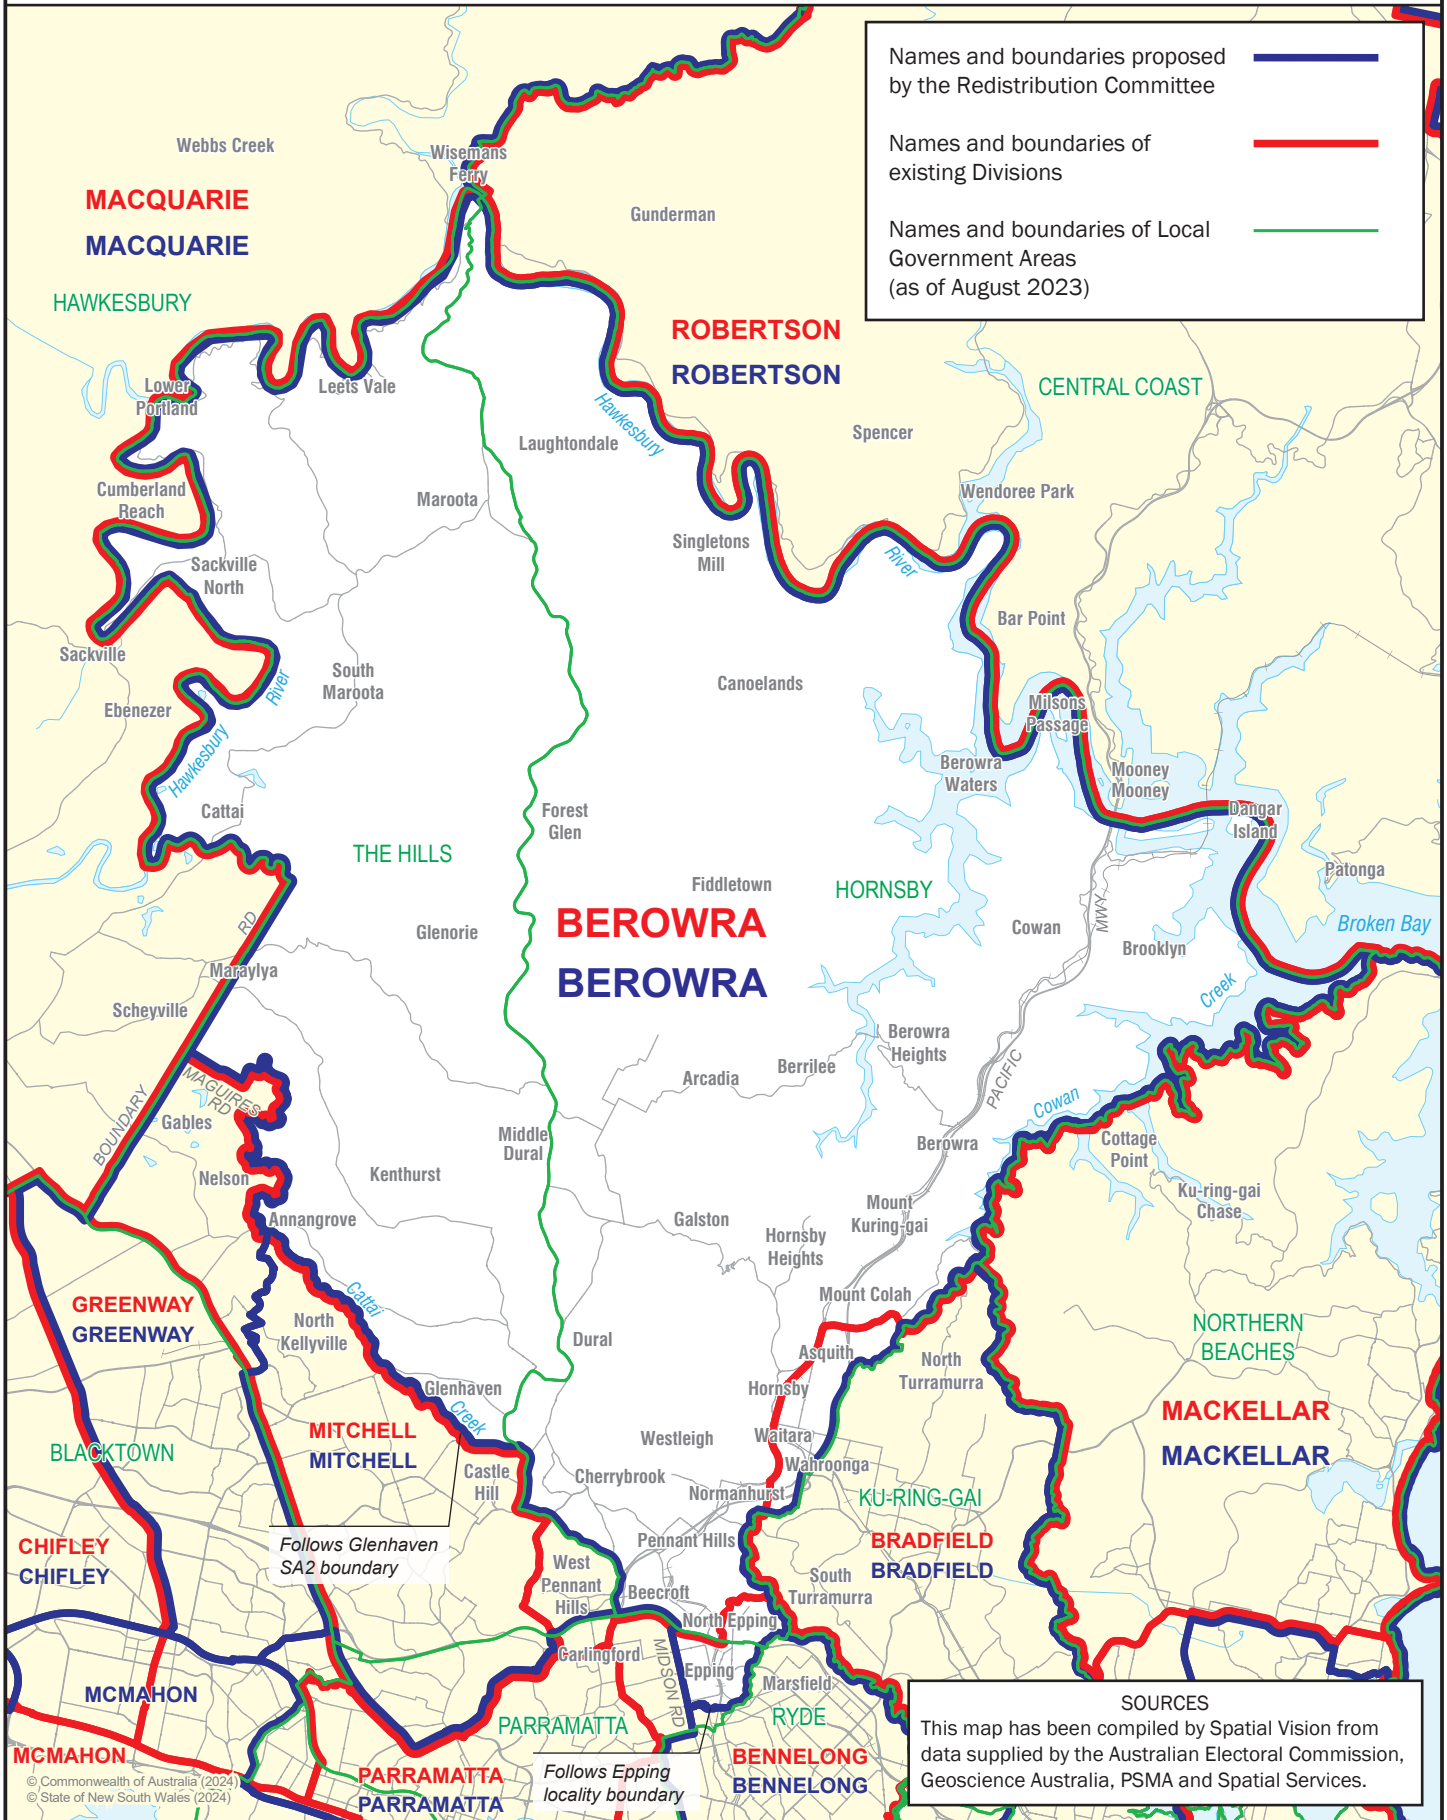 Names and boundaries proposed
by the Redistribution Committee
Names and boundaries of
existing Divisions
Names and boundaries of Local
Government Areas
(as of August 2023)
Webbs Creek
Wisemans
Ferry
MACQUARIE
MACQUARIE
Gunderman
HAWKESBURY
ROBERTSON
ROBERTSON
CENTRAL COAST
Lower
Portland
Leets Vale
Hawkesbury
Laughtondale
Spencer
Cumberland
Reach
Maroota
Wendoree Park
Singletons
Mill
River
Sackville
North
Bar Point
Sackville
South
Maroota
River
Canoelands
Ebenezer
Milsons
Passage
Hawkesbury
Berowra
Waters
Mooney
Mooney
Cattai
Forest
Glen
Dangar
Island
THE HILLS
Patonga
Fiddletown
HORNSBY
BEROWRA
BEROWRA
RD
Glenorie
Cowan
MWY
Broken Bay
Brooklyn
Maraylya
Scheyville
Creek
Berowra
Heights
Arcadia
Berrilee
PACIFIC
MAGUIRES
RD
Cowan
BOUNDARY
Gables
Middle
Dural
Berowra
Cottage
Point
Nelson
Kenthurst
Ku-ring-gai
Chase
Annangrove
Galston
Mount
Kuring-gai
Hornsby
Heights
Cattai
Mount Colah
GREENWAY
GREENWAY
North
Kellyville
Dural
Asquith
NORTHERN
BEACHES
North
Turramurra
Glenhaven
Hornsby
Creek
MACKELLAR
MACKELLAR
MITCHELL
MITCHELL
Westleigh
Waitara
BLACKTOWN
Castle
Hill
Cherrybrook
Wahroonga
Normanhurst
KU-RING-GAI
Follows Glenhaven
SA2 boundary
Pennant Hills
BRADFIELD
BRADFIELD
CHIFLEY
CHIFLEY
West
Pennant
Hills
Beecroft
South
Turramurra
North Epping
Carlingford
MIDSON RD
Epping
Marsfield
MCMAHON
PARRAMATTA
RYDE
MCMAHON
PARRAMATTA
PARRAMATTA
Follows Epping
locality boundary
BENNELONG
BENNELONG
SOURCES
This map has been compiled by Spatial Vision from
data supplied by the Australian Electoral Commission,
Geoscience Australia, PSMA and Spatial Services.
© Commonwealth of Australia (2024)
© State of New South Wales (2024)